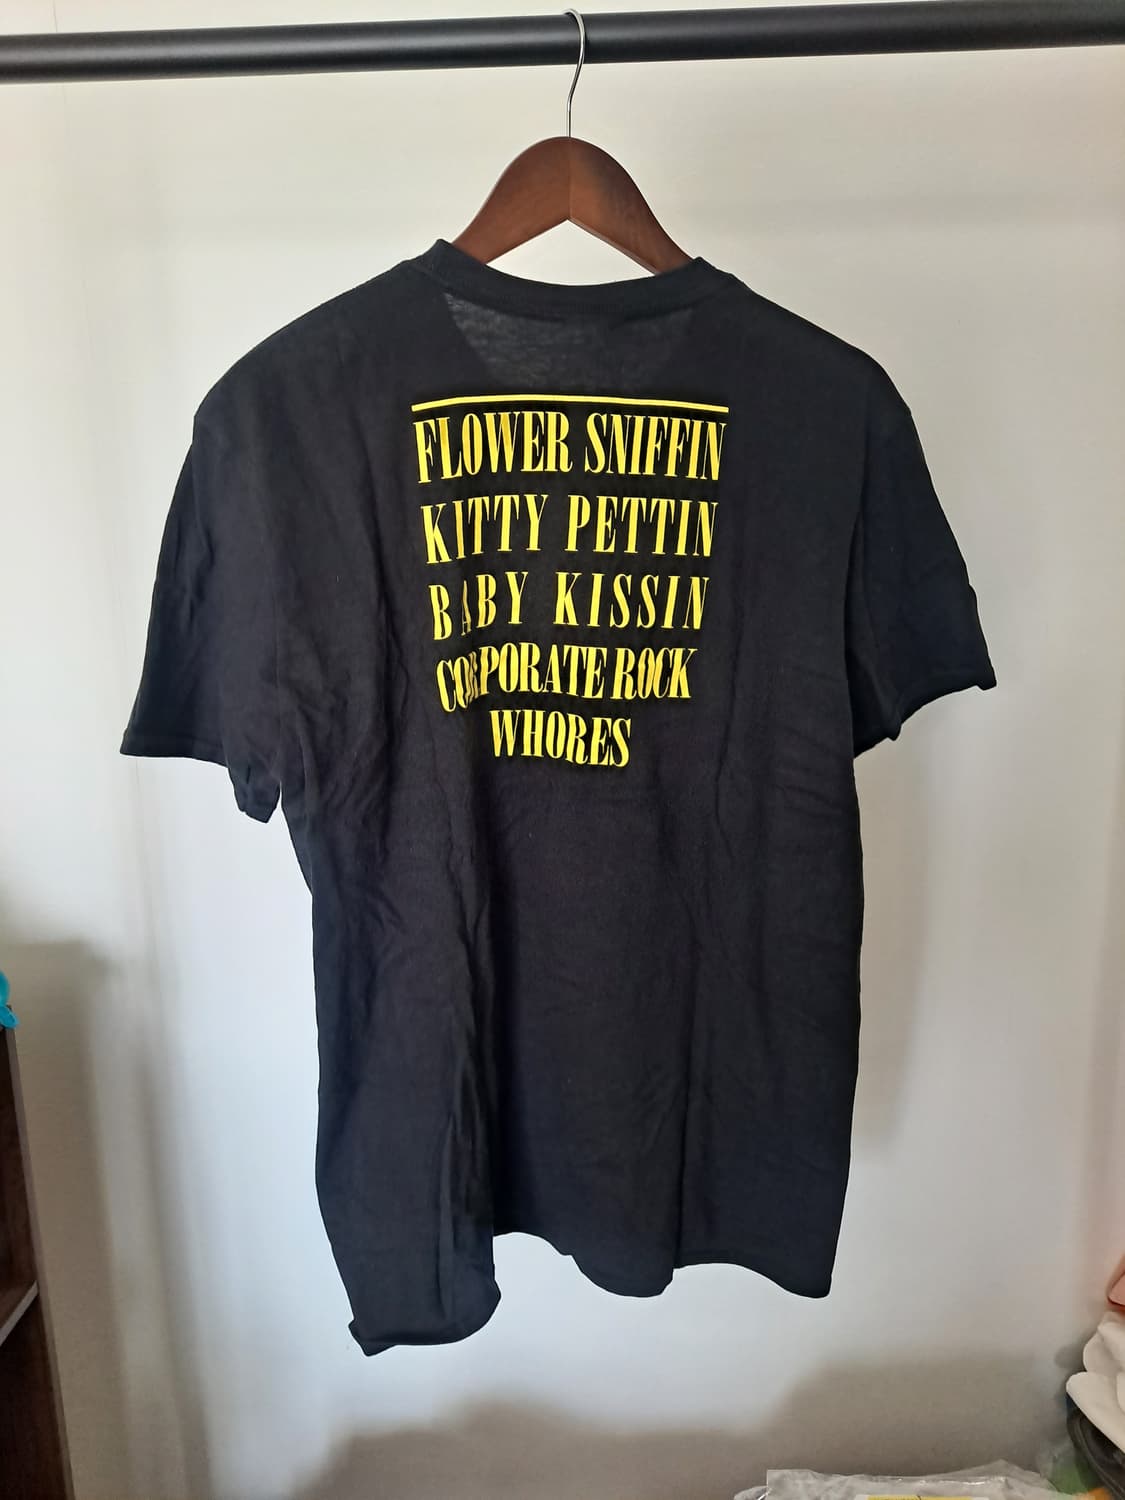 FLOWER SNIFFIN
KITTY PETTIN
BABY KISSIN
CORPORATE ROCK
WHORES